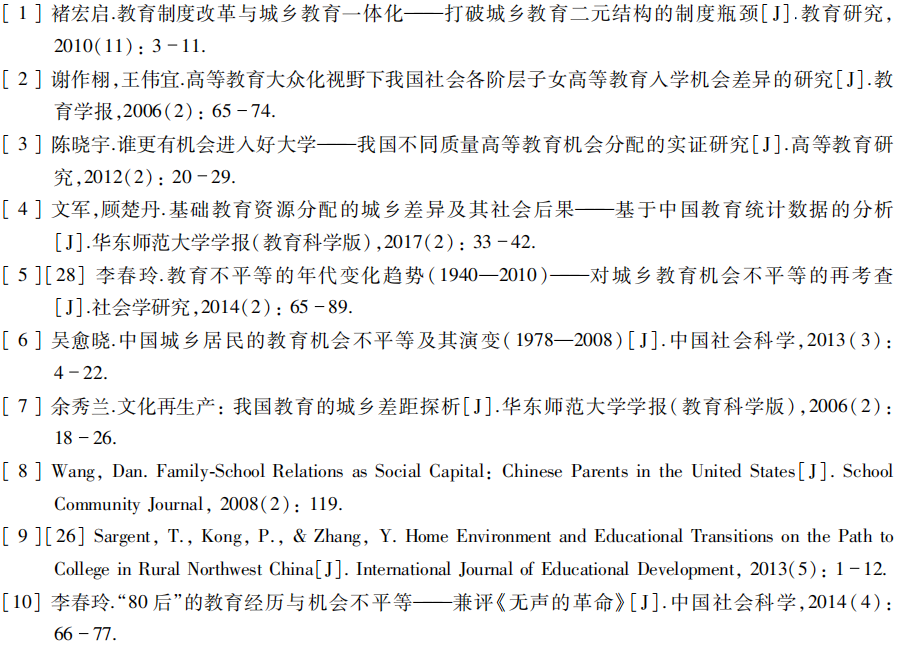 [ 1 ] 褚宏启.教育制度改革与城乡教育一体化——打破城乡教育二元结构的制度瓶颈[J].教育研究,
2010(11): 3-11.
[ 2 ] 谢作栩,王伟宜.高等教育大众化视野下我国社会各阶层子女高等教育入学机会差异的研究[J].教
育学报,2006(2): 65-74.
[ 3 ] 陈晓宇.谁更有机会进入好大学——我国不同质量高等教育机会分配的实证研究[J].高等教育研
究,2012(2): 20-29.
[ 4 ] 文军,顾楚丹.基础教育资源分配的城乡差异及其社会后果——基于中国教育统计数据的分析
[J].华东师范大学学报(教育科学版),2017(2): 33-42.
[ 5 ][28] 李春玲.教育不平等的年代变化趋势(1940—2010)——对城乡教育机会不平等的再考查
[J].社会学研究,2014(2): 65-89.
[ 6 ] 吴愈晓.中国城乡居民的教育机会不平等及其演变(1978—2008)[J].中国社会科学,2013(3):
4-22.
[ 7 ] 余秀兰.文化再生产: 我国教育的城乡差距探析[J].华东师范大学学报(教育科学版),2006(2):
18-26.
[ 8 ] Wang, Dan. Family-School Relations as Social Capital: Chinese Parents in the United States[J]. School
Community Journal, 2008(2): 119.
[ 9 ][26] Sargent, T., Kong, P., & Zhang, Y. Home Environment and Educational Transitions on the Path to
College in Rural Northwest China[J]. International Journal of Educational Development, 2013(5): 1-12.
[10] 李春玲.“80后”的教育经历与机会不平等——兼评《无声的革命》[J].中国社会科学,2014(4):
66-77.